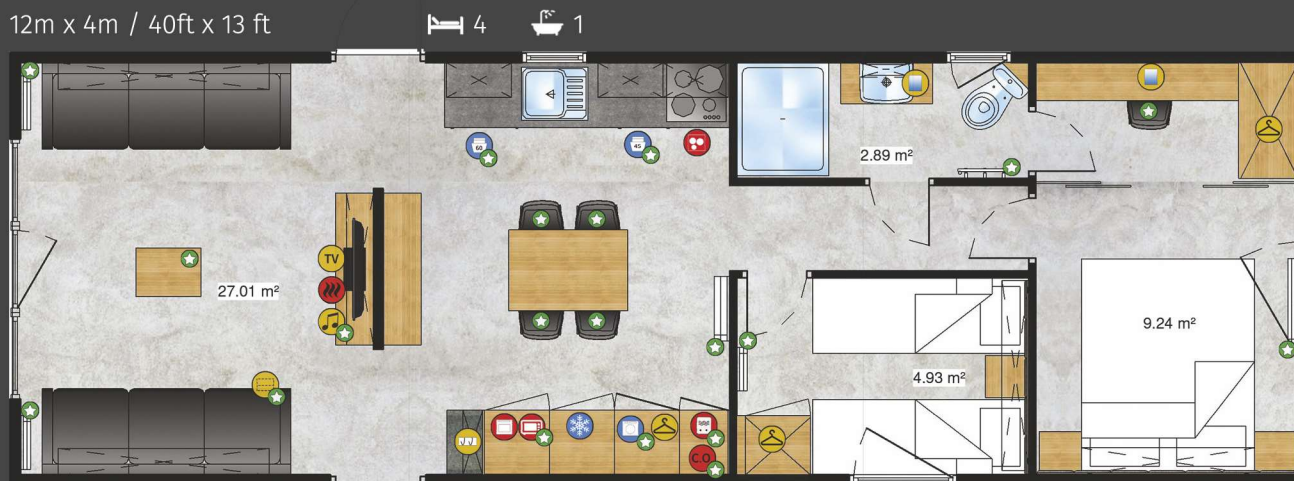 12m x 4m / 40ft x 13 ft
4
1
60
45
2.89 m²
TV
27.01 m²
9.24 m²
4.93 m²
C.O.